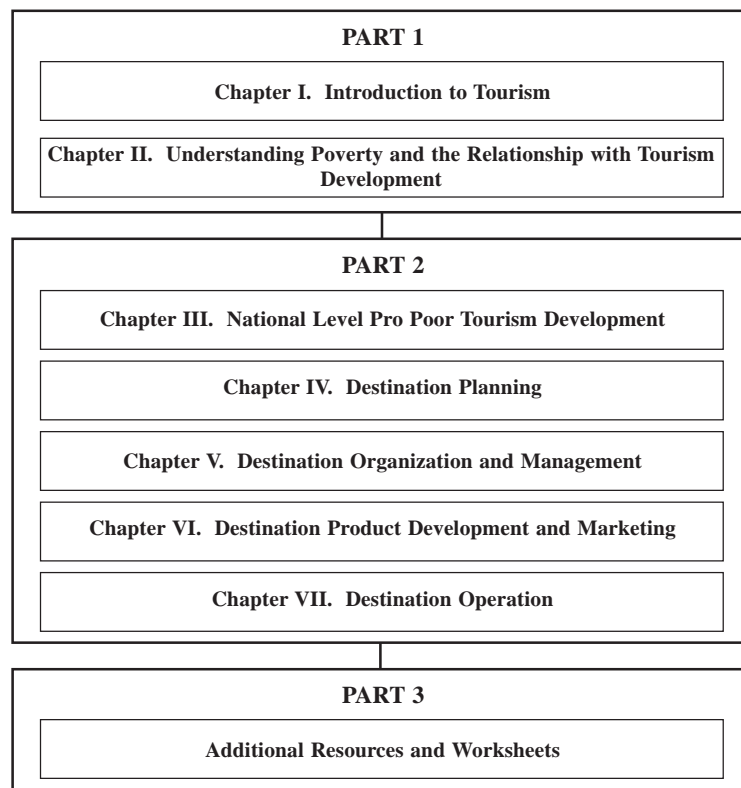 PART 1
Chapter I. Introduction to Tourism
Chapter II. Understanding Poverty and the Relationship with Tourism
Development
PART 2
Chapter III. National Level Pro Poor Tourism Development
Chapter IV. Destination Planning
Chapter V. Destination Organization and Management
Chapter VI. Destination Product Development and Marketing
Chapter VII. Destination Operation
PART 3
Additional Resources and Worksheets